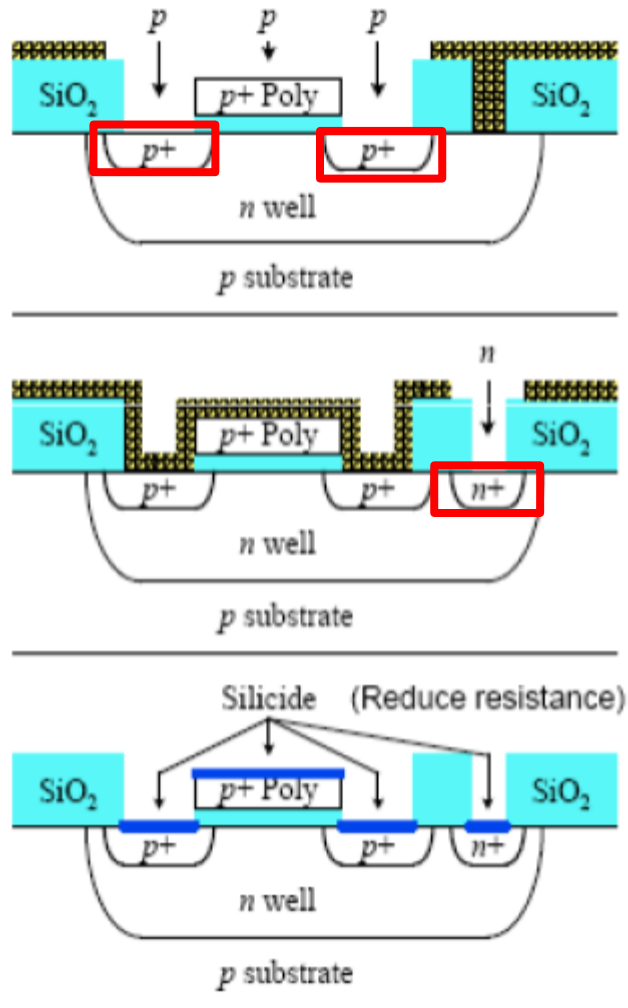 p p p
SiO2 p+ Poly SiO2
p+ p+
n well
p substrate
n
SiO2 p+ Poly SiO2
p+ p+ n+
n well
p substrate
Silicide (Reduce resistance)
SiO2 p+ Poly SiO2
p+ p+ n+
n well
p substrate